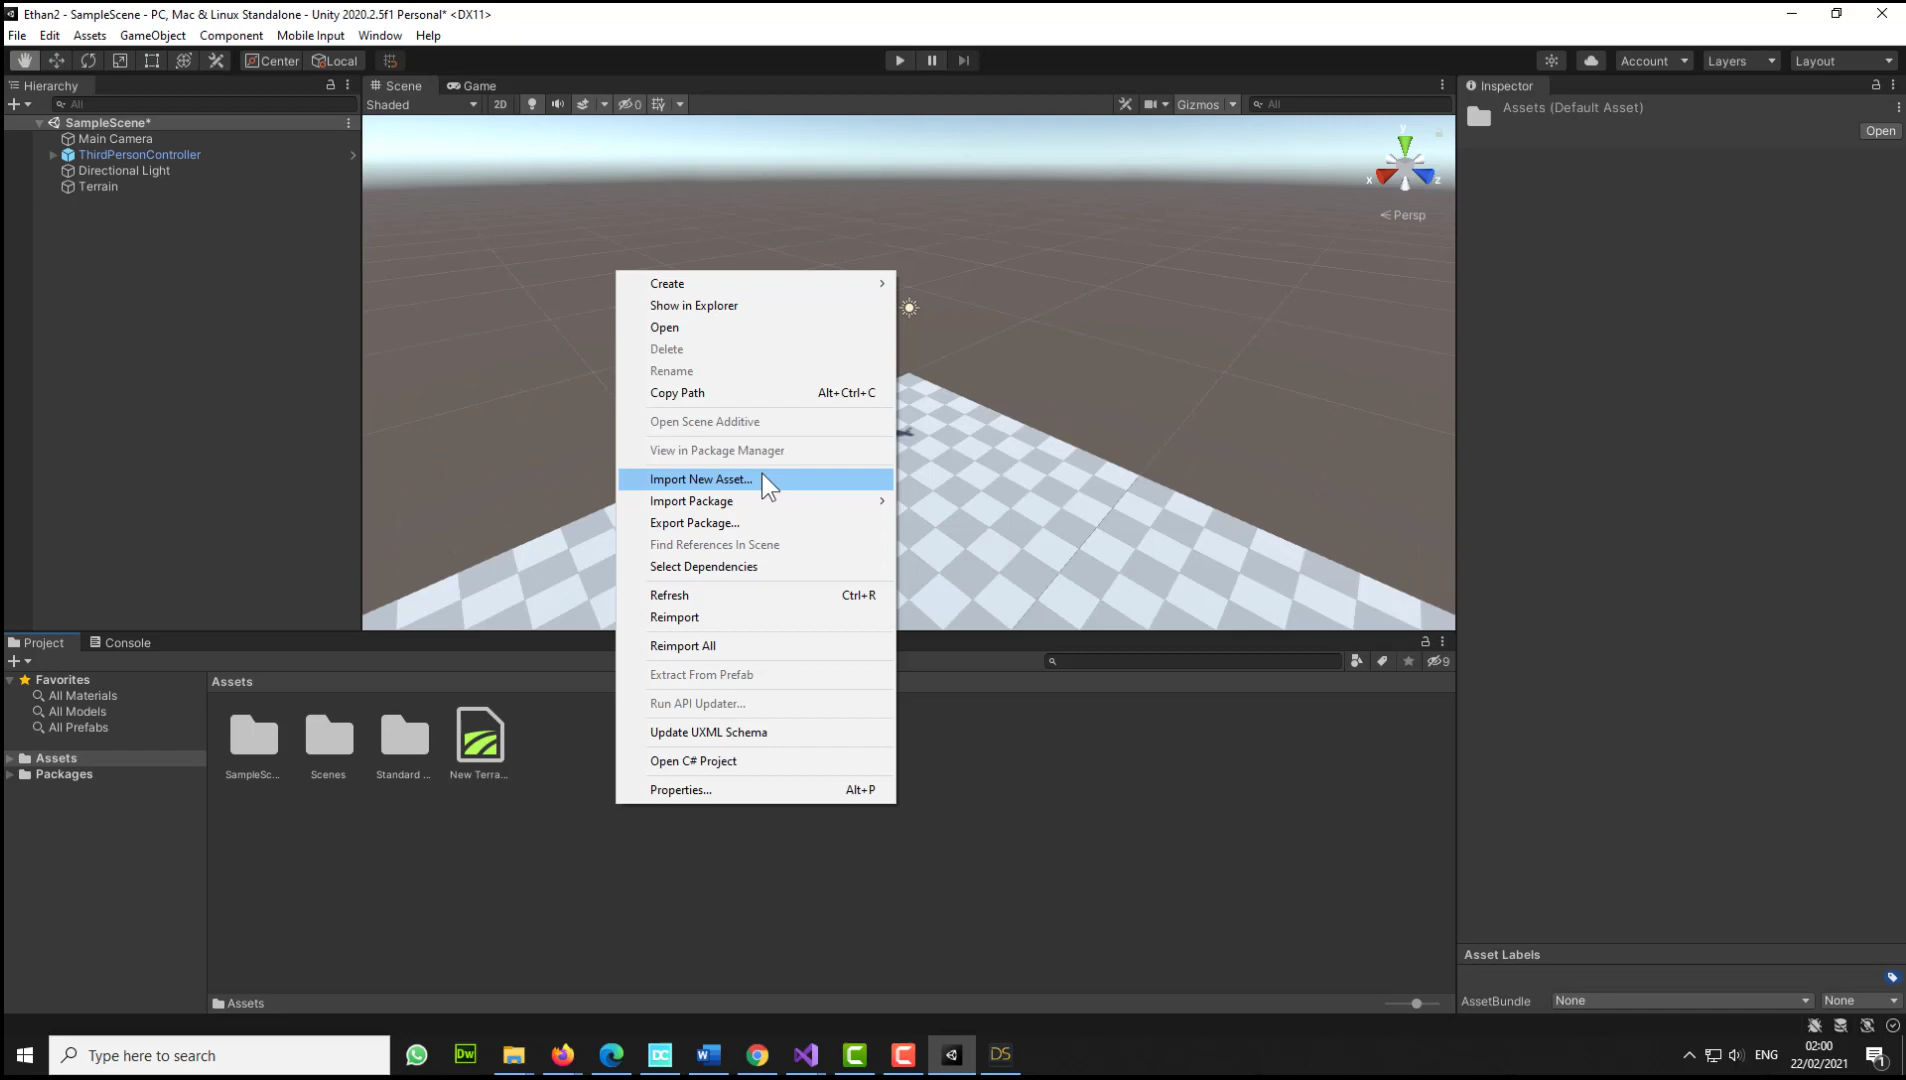 Ethan2 - SampleScene - PC, Mac & Linux Standalone - Unity 2020.2.5f1 Personal* <DX11>
File Edit Assets GameObject Component Mobile Input Window Help
Center Local Account Layers Layout
Hierarchy
All
SampleScene*
Main Camera
ThirdPersonController
Directional Light
Terrain
Scene Game
Shaded 2D 0 Gizmos All
y
x z
Persp
Inspector
Assets (Default Asset)
Open
Create
Show in Explorer
Open
Delete
Rename
Copy Path Alt+Ctrl+C
Open Scene Additive
View in Package Manager
Import New Asset...
Import Package
Export Package...
Find References In Scene
Select Dependencies
Refresh Ctrl+R
Reimport
Reimport All
Extract From Prefab
Run API Updater...
Update UXML Schema
Open C# Project
Properties... Alt+P
Project Console
9
Favorites
All Materials
All Models
All Prefabs
Assets
Packages
Assets
SampleSc... Scenes Standard ... New Terra...
Assets
Asset Labels
AssetBundle None None
Type here to search
Dw DC W C C DS
ENG
02:00
22/02/2021
1